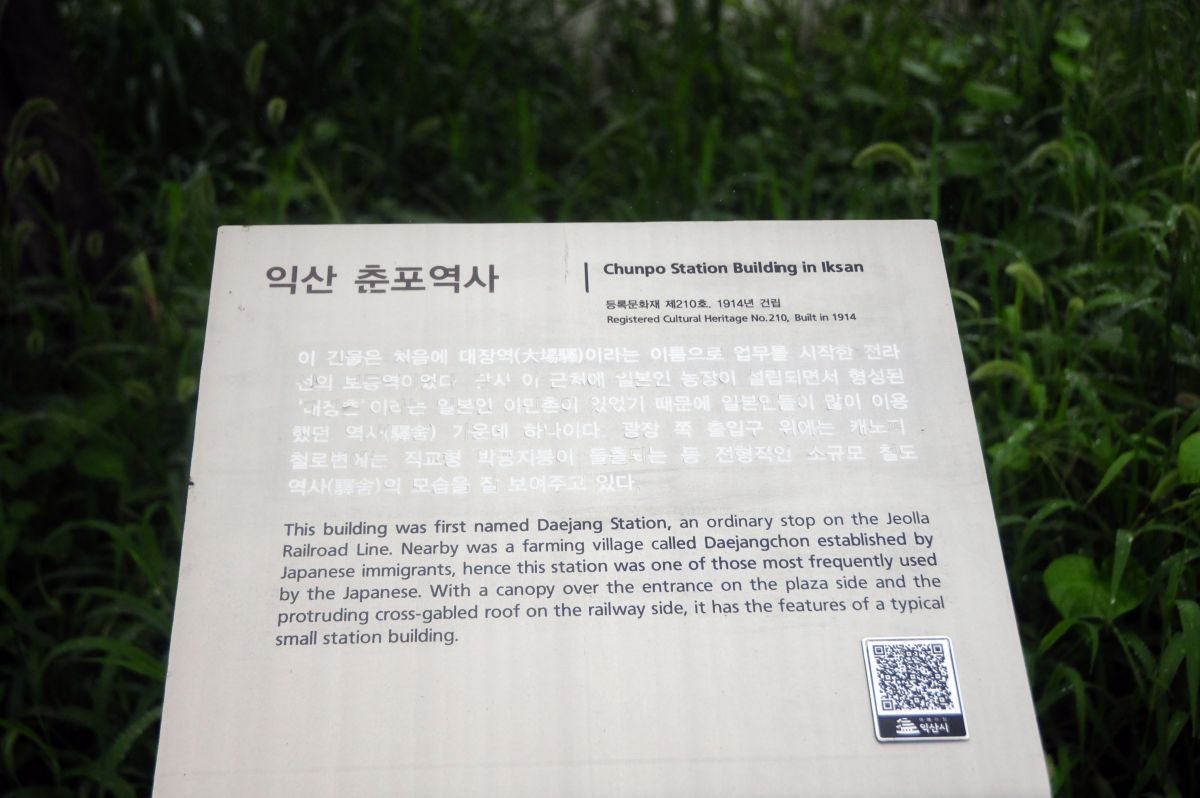 익산 춘포역사
Chunpo Station Building in Iksan
등록문화재 제210호, 1914년 건립
Registered Cultural Heritage No.210, Built in 1914
이 건물은 처음에 대장역(大場驛)이라는 이름으로 업무를 시작한 전라
선의 보통역이었다. 당시 이 근처에 일본인 농장이 설립되면서 형성된
'대장촌'이라는 일본인 이민촌이 있었기 때문에 일본인들이 많이 이용
했던 역사(驛舍) 가운데 하나이다. 광장 쪽 출입구 위에는 캐노피
철로변에는 직교형 박공지붕이 돌출되는 등 전형적인 소규모 철도
역사(驛舍)의 모습을 잘 보여주고 있다.
This building was first named Daejang Station, an ordinary stop on the Jeolla
Railroad Line. Nearby was a farming village called Daejangchon established by
Japanese immigrants, hence this station was one of those most frequently used
by the Japanese. With a canopy over the entrance on the plaza side and the
protruding cross-gabled roof on the railway side, it has the features of a typical
small station building.
익산시